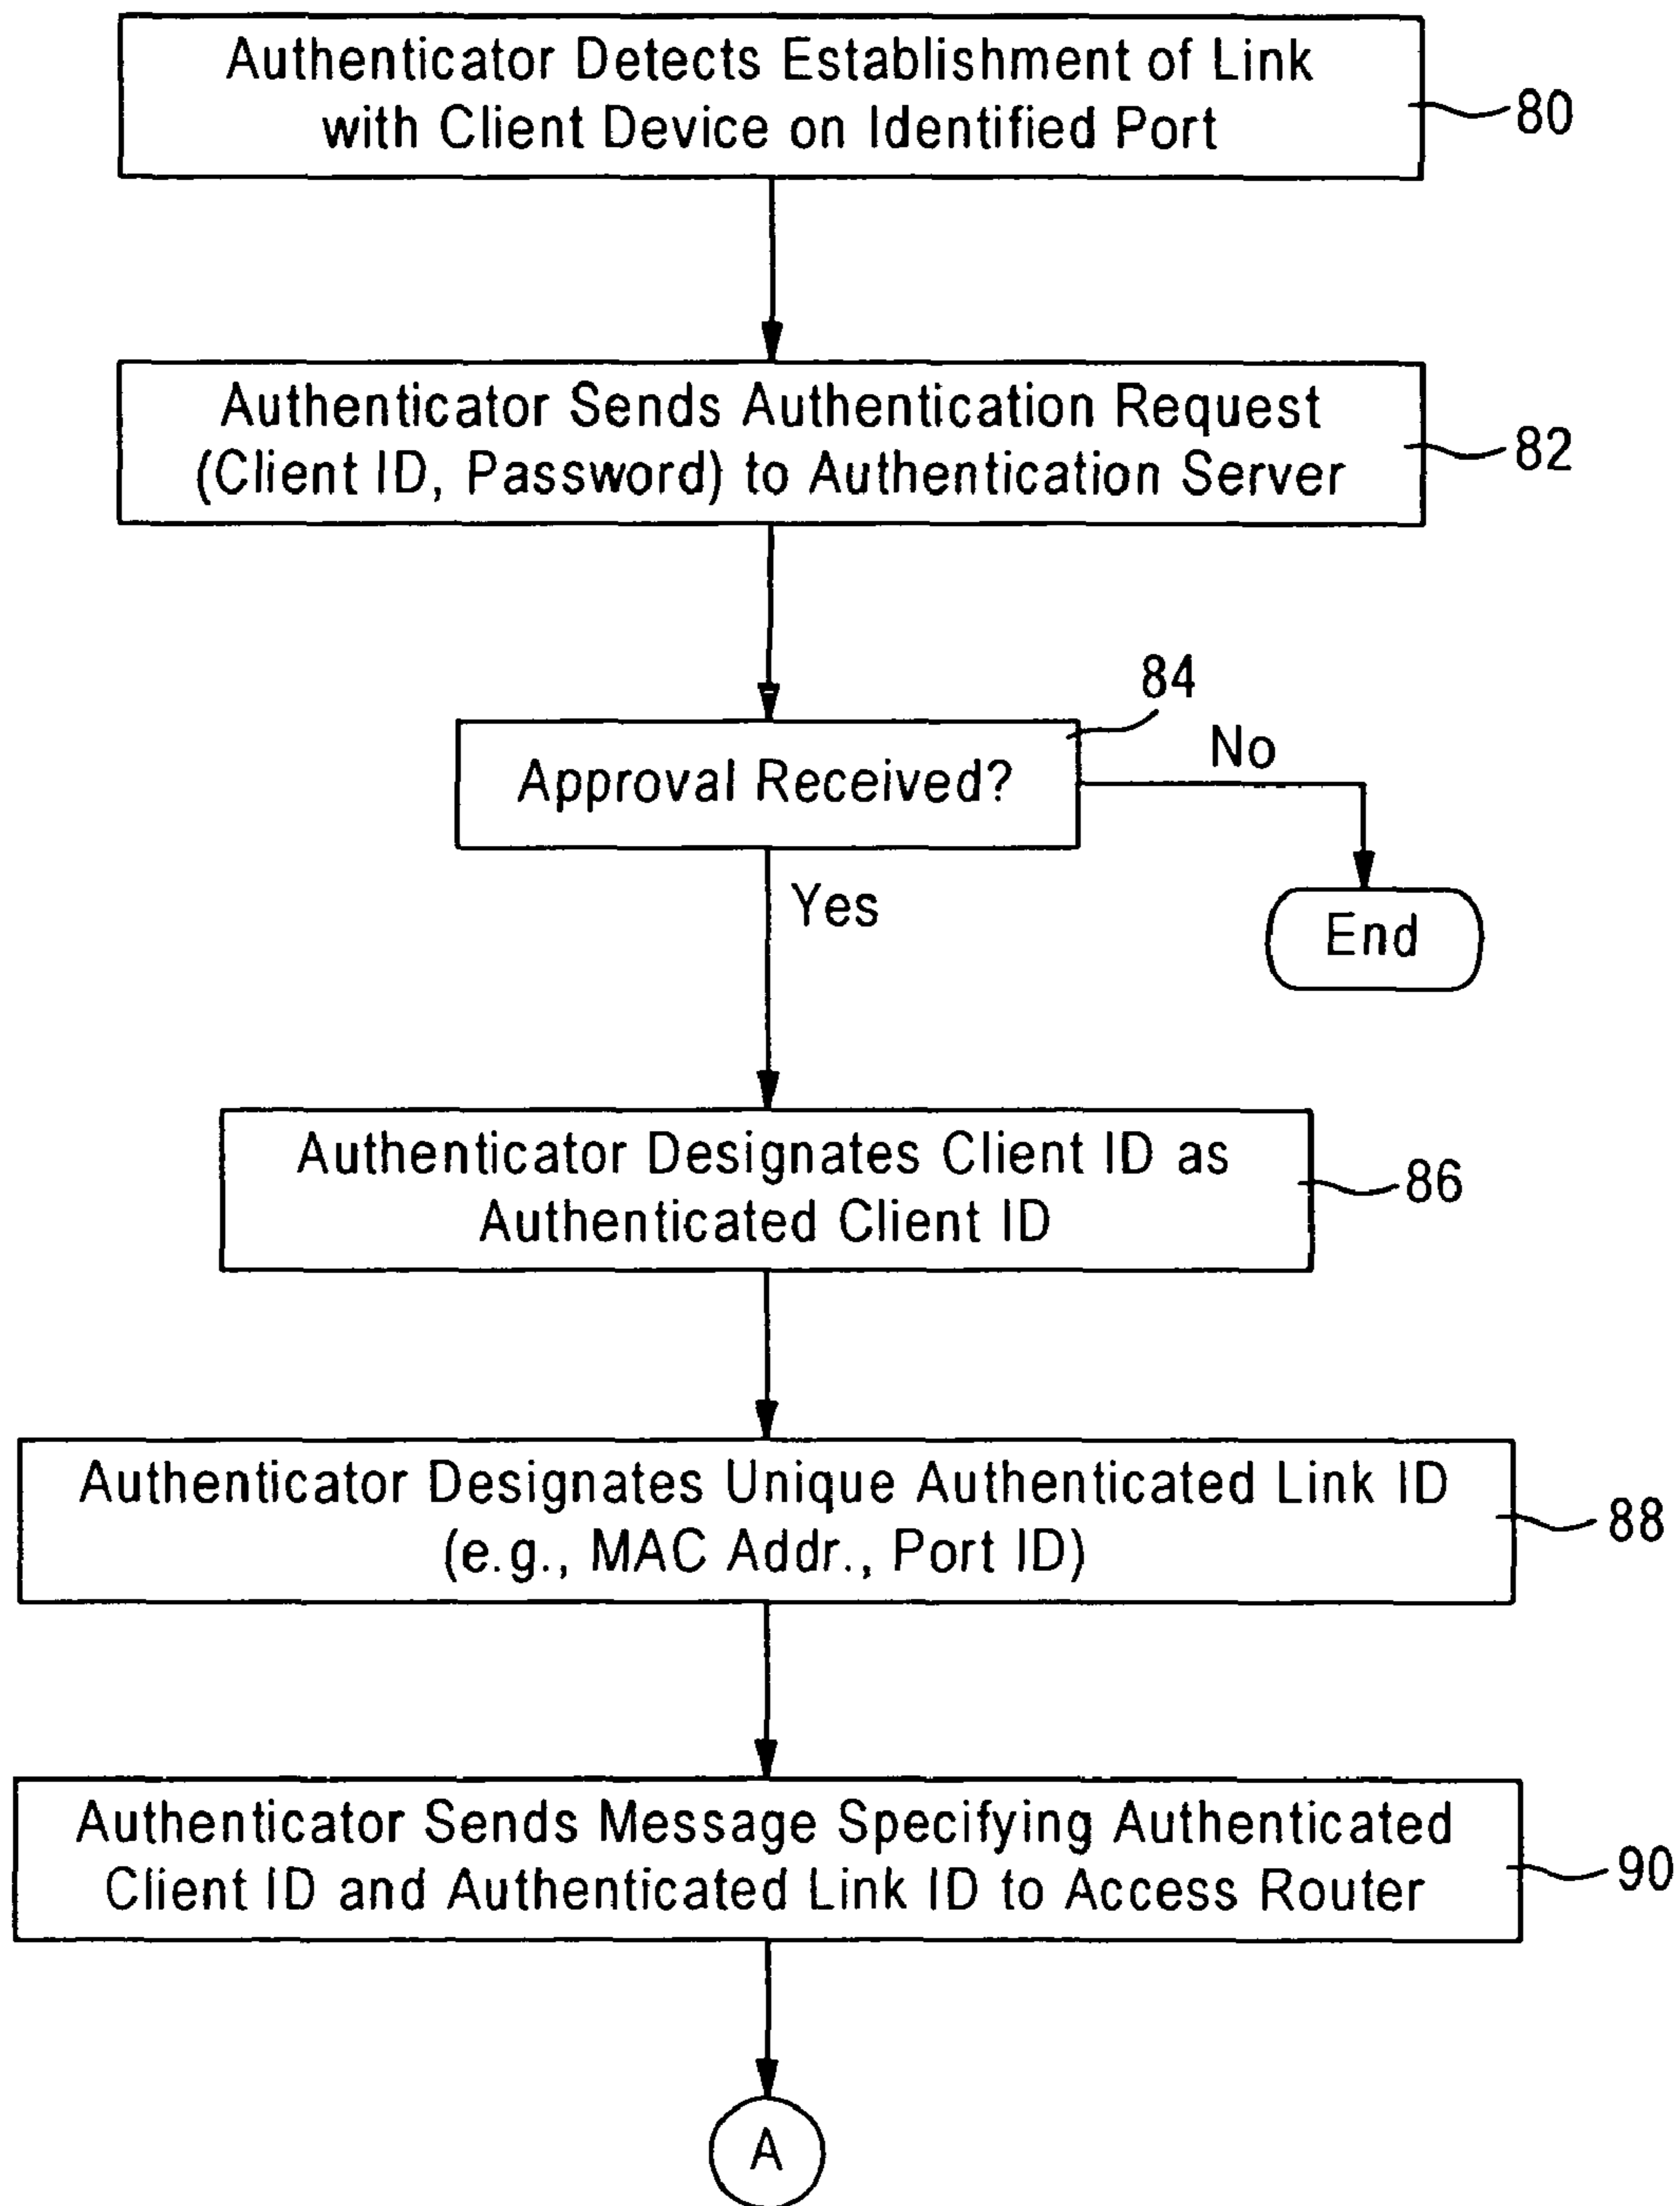 Authenticator Detects Establishment of Link
with Client Device on Identified Port
80
Authenticator Sends Authentication Request
(Client ID, Password) to Authentication Server
82
84
Approval Received?
No
Yes
End
Authenticator Designates Client ID as
Authenticated Client ID
86
Authenticator Designates Unique Authenticated Link ID
(e.g., MAC Addr., Port ID)
88
Authenticator Sends Message Specifying Authenticated
Client ID and Authenticated Link ID to Access Router
90
A